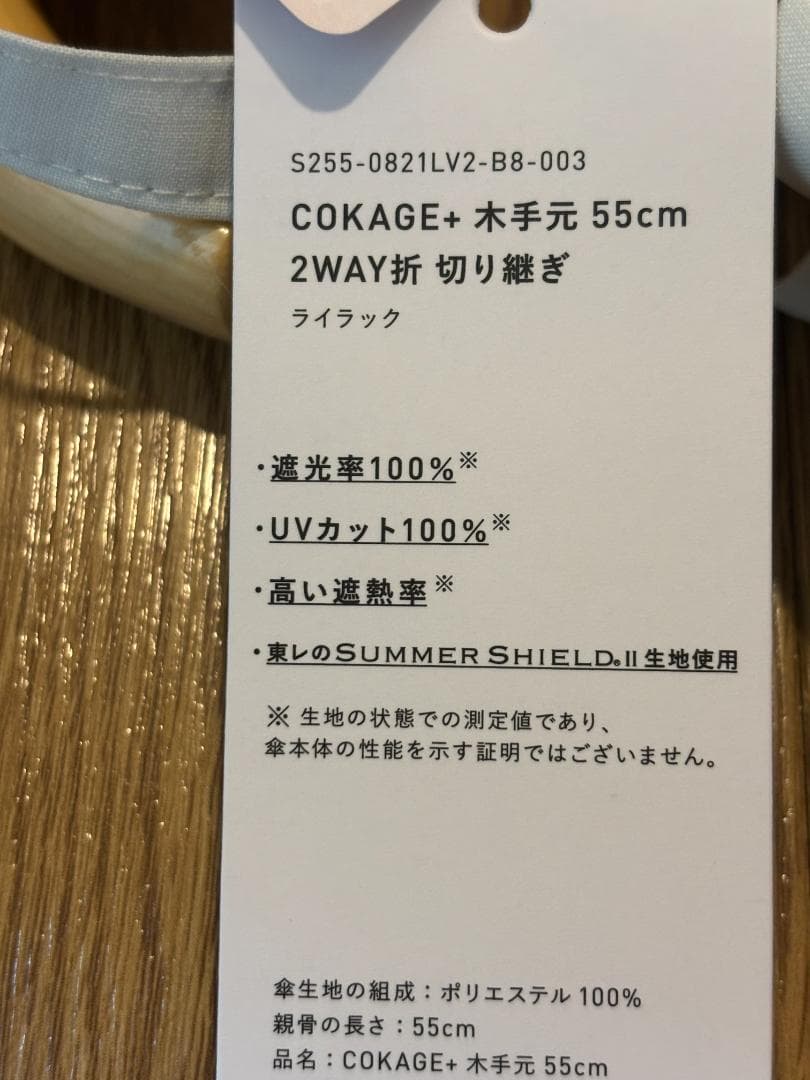 S255-0821LV2-B8-003
COKAGE+ 木手元 55cm
2WAY折 切り継ぎ
ライラック
・遮光率100%※
・UVカット100%※
・高い遮熱率※
・東レのSUMMER SHIELD®II 生地使用
※ 生地の状態での測定値であり、
傘本体の性能を示す証明ではございません。
傘生地の組成：ポリエステル 100%
親骨の長さ：55cm
品名：COKAGE+ 木手元 55cm